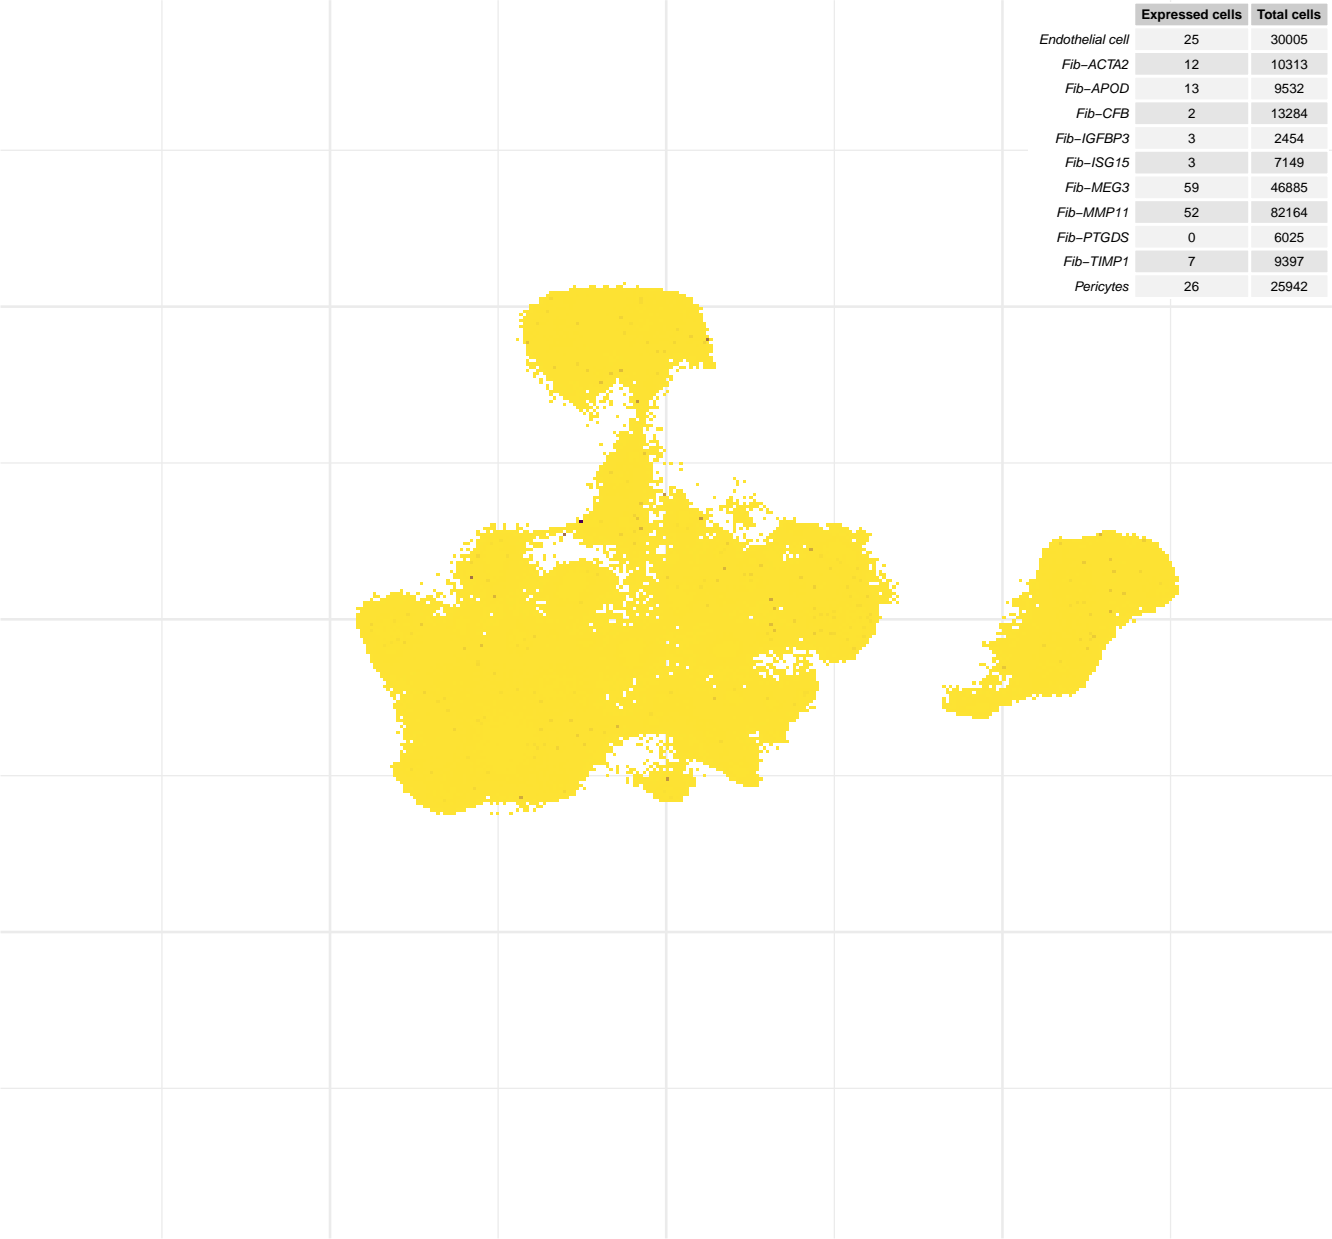 Expressed cells Total cells
Endothelial cell 25 30005
Fib−ACTA2 12 10313
Fib−APOD 13 9532
Fib−CFB 2 13284
Fib−IGFBP3 3 2454
Fib−ISG15 3 7149
Fib−MEG3 59 46885
Fib−MMP11 52 82164
Fib−PTGDS 0 6025
Fib−TIMP1 7 9397
Pericytes 26 25942